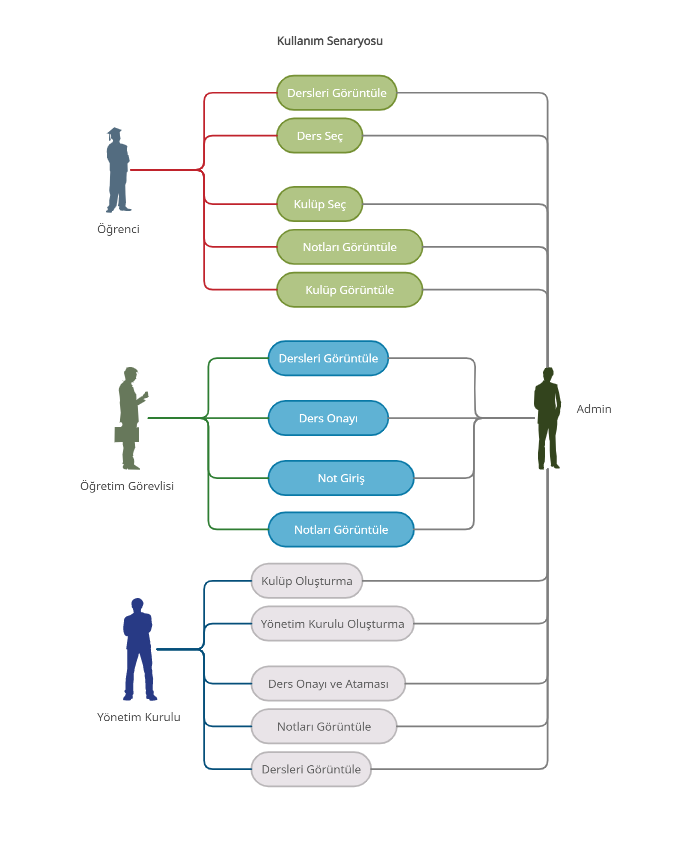 Kullanım Senaryosu
Dersleri Görüntüle
Ders Seç
Kulüp Seç
Notları Görüntüle
Kulüp Görüntüle
Öğrenci
Dersleri Görüntüle
Ders Onayı
Not Giriş
Notları Görüntüle
Öğretim Görevlisi
Admin
Kulüp Oluşturma
Yönetim Kurulu Oluşturma
Ders Onayı ve Ataması
Notları Görüntüle
Dersleri Görüntüle
Yönetim Kurulu